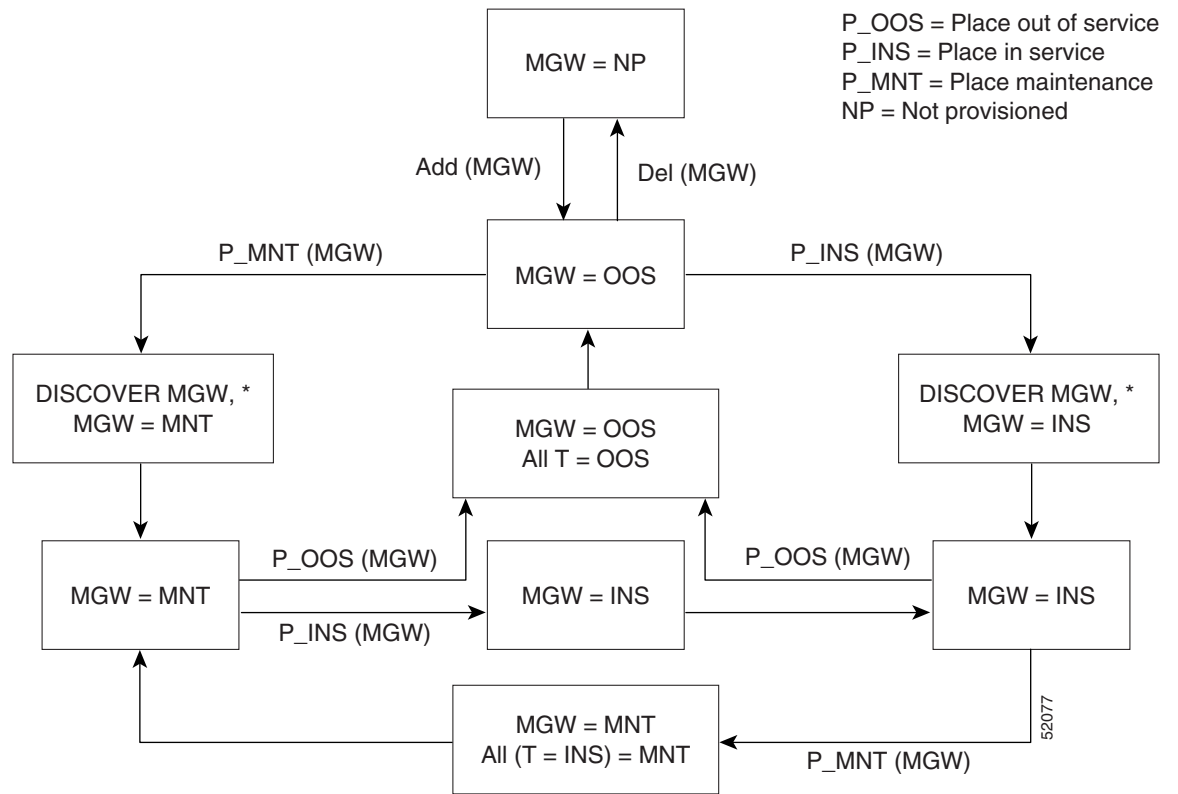 P_OOS = Place out of service
P_INS = Place in service
P_MNT = Place maintenance
NP = Not provisioned
MGW = NP
Add (MGW)
Del (MGW)
P_MNT (MGW)
MGW = OOS
P_INS (MGW)
DISCOVER MGW, *
MGW = MNT
MGW = OOS
All T = OOS
DISCOVER MGW, *
MGW = INS
MGW = MNT
P_OOS (MGW)
P_INS (MGW)
MGW = INS
P_OOS (MGW)
MGW = INS
MGW = MNT
All (T = INS) = MNT
P_MNT (MGW)
52077